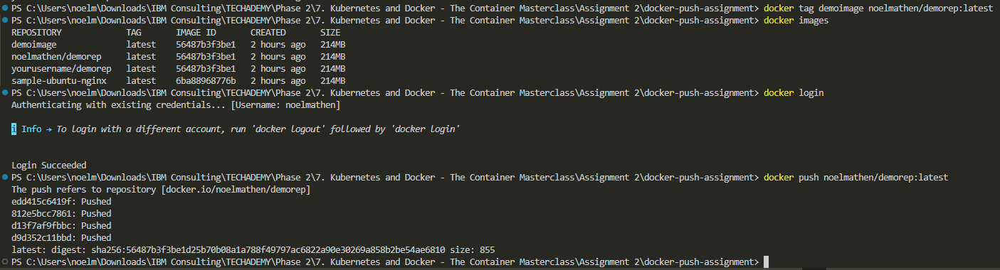 PS C:\Users\noelm\Downloads\IBM Consulting\TECHADEMY\Phase 2\7. Kubernetes and Docker - The Container Masterclass\Assignment 2\docker-push-assignment> docker tag demoimage noelmathen/demorep:latest
PS C:\Users\noelm\Downloads\IBM Consulting\TECHADEMY\Phase 2\7. Kubernetes and Docker - The Container Masterclass\Assignment 2\docker-push-assignment> docker images
REPOSITORY             TAG       IMAGE ID       CREATED       SIZE
demoimage              latest    56487b3f3be1   2 hours ago   214MB
noelmathen/demorep     latest    56487b3f3be1   2 hours ago   214MB
yourusername/demorep   latest    56487b3f3be1   2 hours ago   214MB
sample-ubuntu-nginx    latest    6ba88968776b   2 hours ago   214MB
PS C:\Users\noelm\Downloads\IBM Consulting\TECHADEMY\Phase 2\7. Kubernetes and Docker - The Container Masterclass\Assignment 2\docker-push-assignment> docker login
Authenticating with existing credentials... [Username: noelmathen]
i Info → To login with a different account, run 'docker logout' followed by 'docker login'
Login Succeeded
PS C:\Users\noelm\Downloads\IBM Consulting\TECHADEMY\Phase 2\7. Kubernetes and Docker - The Container Masterclass\Assignment 2\docker-push-assignment> docker push noelmathen/demorep:latest
The push refers to repository [docker.io/noelmathen/demorep]
edd415c6419f: Pushed
812e5bcc7861: Pushed
d13f7af9fbbc: Pushed
d9d352c11bbd: Pushed
latest: digest: sha256:56487b3f3be1d25b70b08a1a788f49797ac6822a90e30269a858b2be54ae6810 size: 855
PS C:\Users\noelm\Downloads\IBM Consulting\TECHADEMY\Phase 2\7. Kubernetes and Docker - The Container Masterclass\Assignment 2\docker-push-assignment>